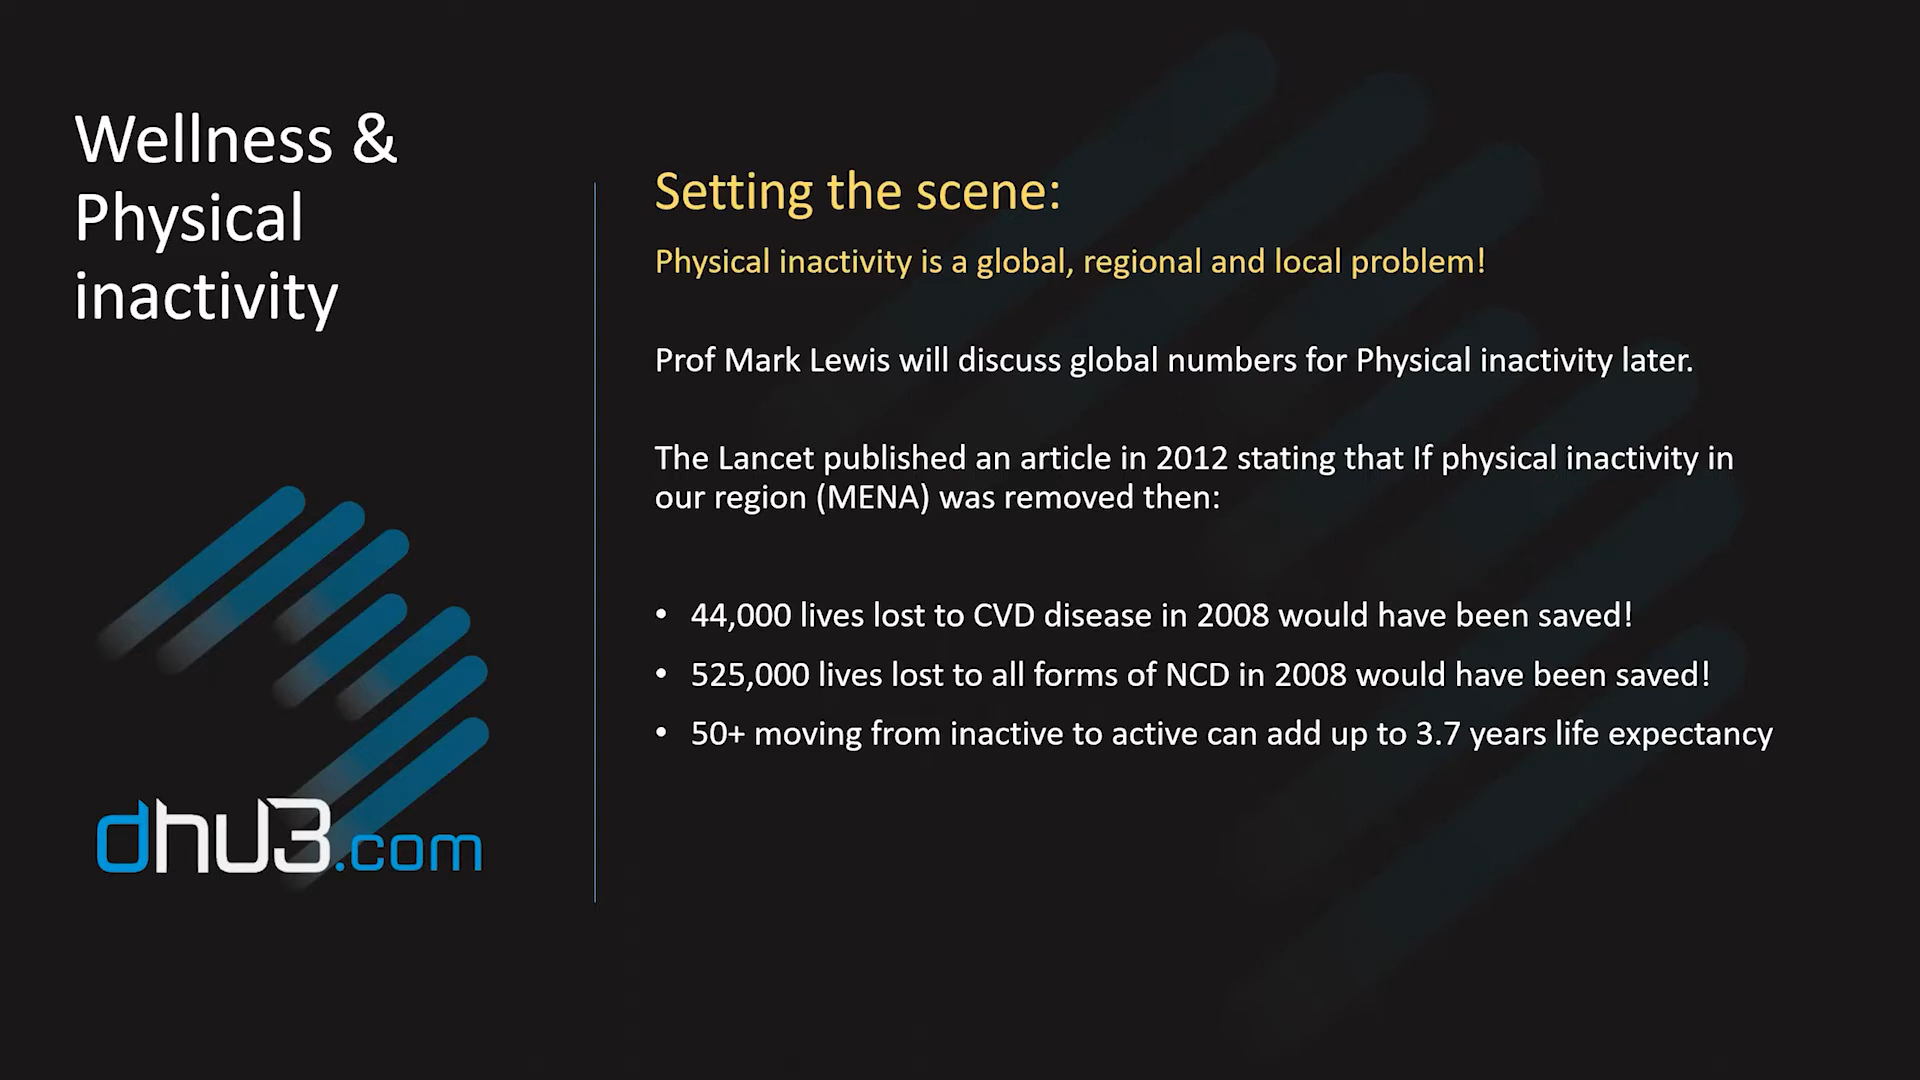 Wellness &
Physical
inactivity
dhu3.com
Setting the scene:
Physical inactivity is a global, regional and local problem!
Prof Mark Lewis will discuss global numbers for Physical inactivity later.
The Lancet published an article in 2012 stating that If physical inactivity in
our region (MENA) was removed then:
• 44,000 lives lost to CVD disease in 2008 would have been saved!
• 525,000 lives lost to all forms of NCD in 2008 would have been saved!
• 50+ moving from inactive to active can add up to 3.7 years life expectancy